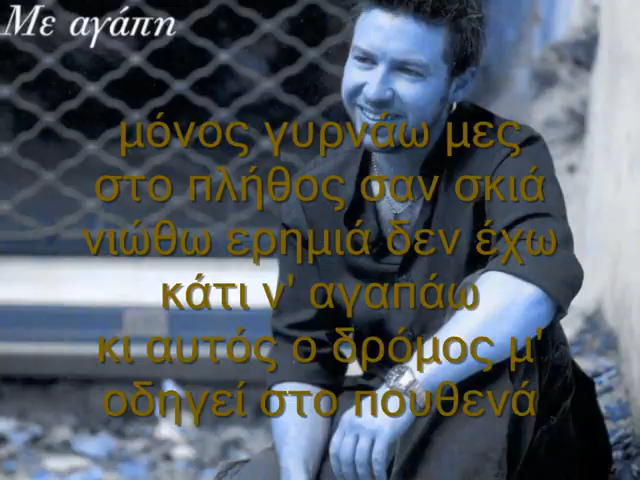 Με αγάπη
μόνος γυρνάω μες
στο πλήθος σαν σκιά
νιώθω ερημιά δεν έχω
κάτι ν' αγαπάω
κι αυτός ο δρόμος μ'
οδηγεί στο πουθενά